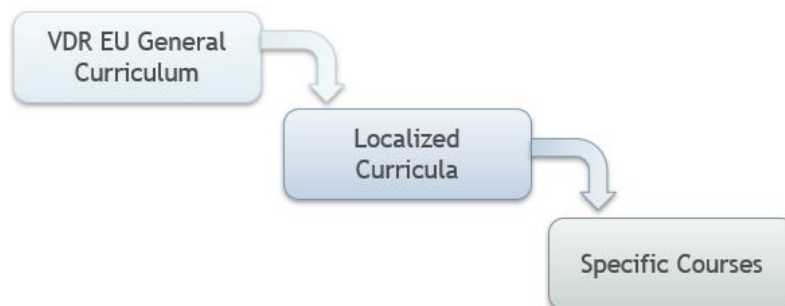 VDR EU General
Curriculum
Localized
Curricula
Specific Courses